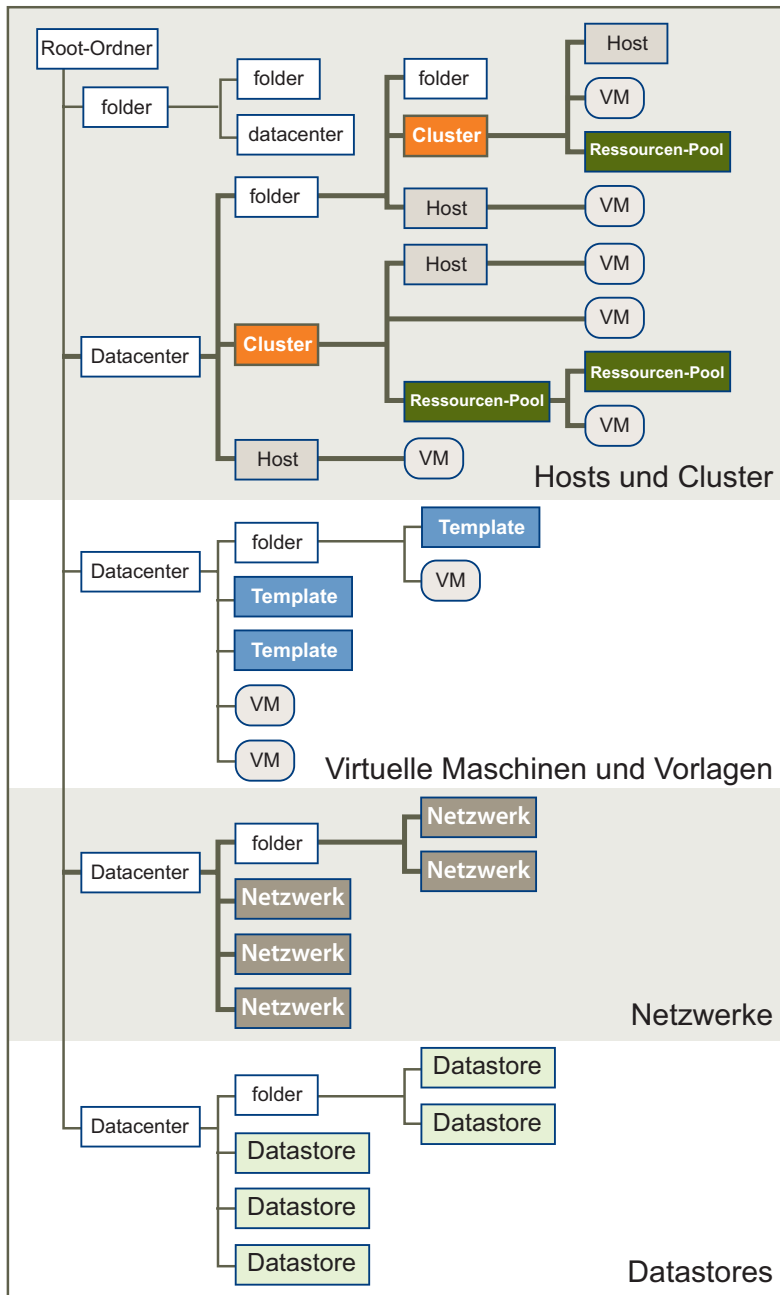 Root-Ordner
folder
folder
datacenter
folder
folder
Cluster
Host
VM
Ressourcen-Pool
Host
VM
Datacenter
Cluster
Host
VM
VM
Ressourcen-Pool
Ressourcen-Pool
VM
Host
VM
Hosts und Cluster
Datacenter
folder
Template
VM
Template
Template
VM
VM
Virtuelle Maschinen und Vorlagen
Datacenter
folder
Netzwerk
Netzwerk
Netzwerk
Netzwerk
Netzwerk
Netzwerke
Datacenter
folder
Datastore
Datastore
Datastore
Datastore
Datastore
Datastores